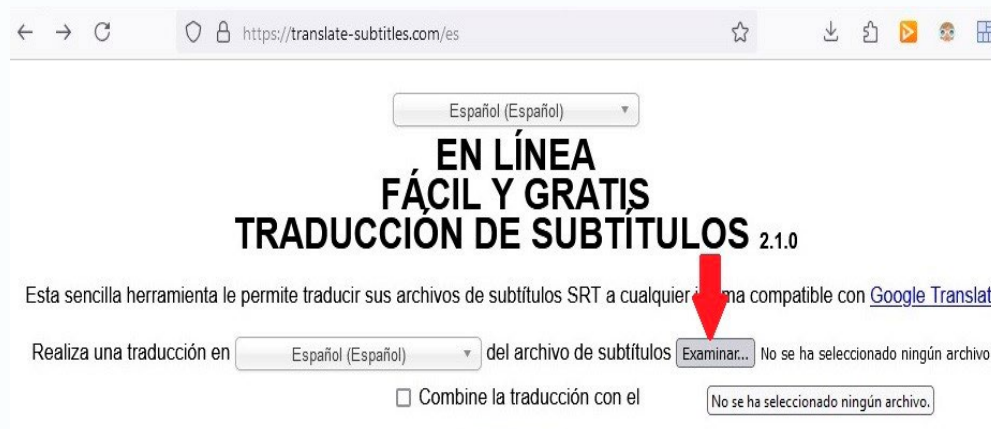 https://translate-subtitles.com/es
Español (Español)
EN LÍNEA
FÁCIL Y GRATIS
TRADUCCIÓN DE SUBTÍTULOS 2.1.0
Esta sencilla herramienta le permite traducir sus archivos de subtítulos SRT a cualquier compatible con Google Translat
Realiza una traducción en Español (Español) del archivo de subtítulos Examinar... No se ha seleccionado ningún archivo
Combine la traducción con el No se ha seleccionado ningún archivo.